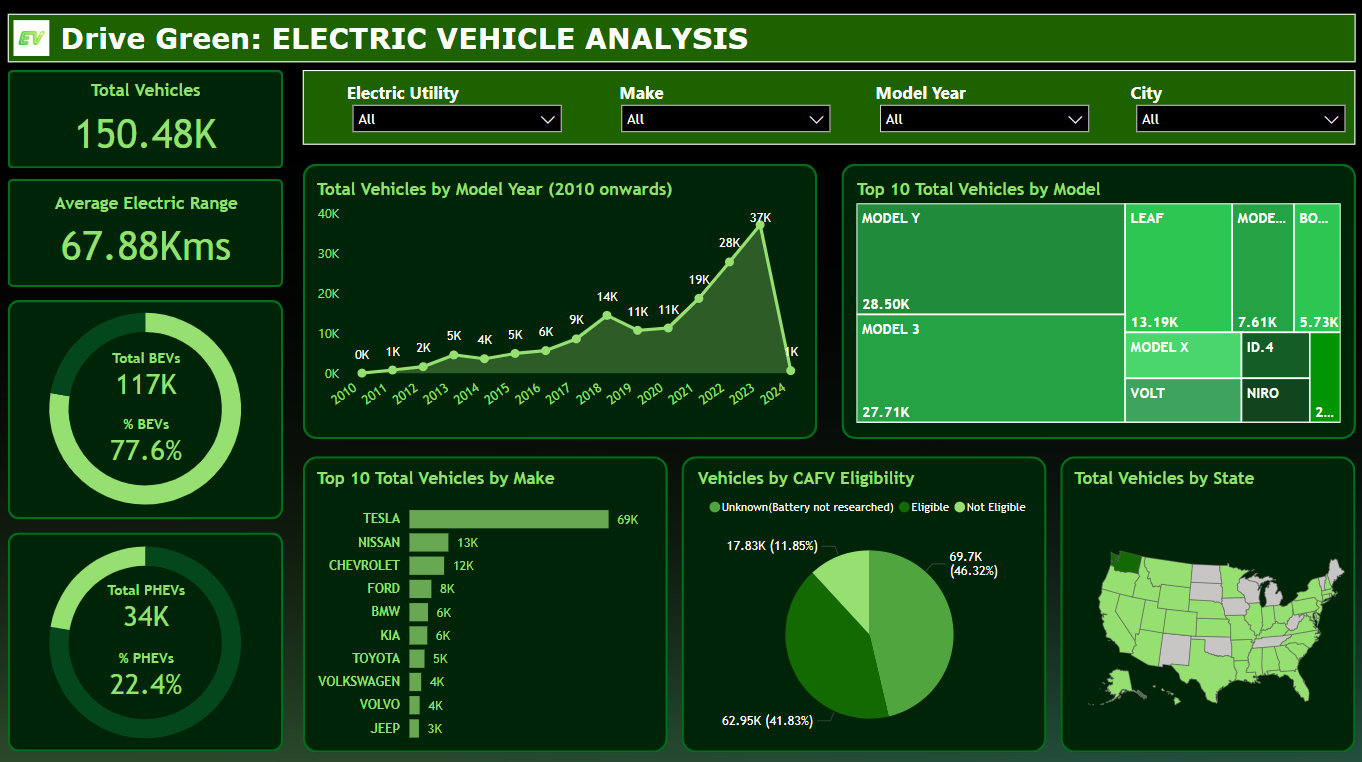 EV
Drive Green: ELECTRIC VEHICLE ANALYSIS
Total Vehicles
150.48K
Electric Utility
All
Make
All
Model Year
All
City
All
Average Electric Range
67.88Kms
Total BEVs
117K
% BEVs
77.6%
Total PHEVs
34K
% PHEVs
22.4%
Total Vehicles by Model Year (2010 onwards)
40K
30K
20K
10K
0K
0K
1K
2K
5K
4K
5K
6K
9K
14K
11K
11K
19K
28K
37K
1K
2010
2011
2012
2013
2014
2015
2016
2017
2018
2019
2020
2021
2022
2023
2024
Top 10 Total Vehicles by Model
MODEL Y
28.50K
MODEL 3
27.71K
LEAF
13.19K
MODE...
7.61K
BO...
5.73K
MODEL X
VOLT
ID.4
NIRO
2...
Top 10 Total Vehicles by Make
TESLA 69K
NISSAN 13K
CHEVROLET 12K
FORD 8K
BMW 6K
KIA 6K
TOYOTA 5K
VOLKSWAGEN 4K
VOLVO 4K
JEEP 3K
Vehicles by CAFV Eligibility
Unknown(Battery not researched) Eligible Not Eligible
17.83K (11.85%)
69.7K
(46.32%)
62.95K (41.83%)
Total Vehicles by State